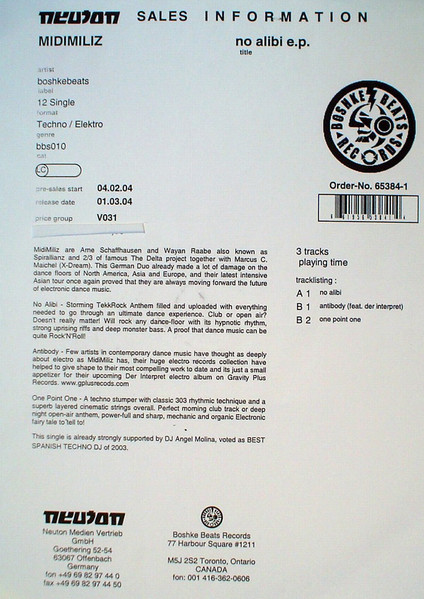 neuton SALES INFORMATION
MIDIMILIZ no alibi e.p.
title
artist
boshkebeats
label
12 Single
format
Techno / Elektro
genre
bbs010
cat
LC
BOSHKE BEATS RECORDS
Order-No. 65384-1
pre-sales start 04.02.04
release date 01.03.04
price group V031
MidiMiliz are Arne Schaffhausen and Wayan Raabe also known as
Spirallianz and 2/3 of famous The Delta project together with Marcus C.
Maichel (X-Dream). This German Duo already made a lot of damage on the
dance floors of North America, Asia and Europe, and their latest intensive
Asian tour once again proved that they are always moving forward the future
of electronic dance music.
No Alibi - Storming TekkRock Anthem filled and uploaded with everything
needed to go through an ultimate dance experience. Club or open air?
Doesn't really matter! Will rock any dance-floor with its hypnotic rhythm,
strong uprising riffs and deep monster bass. A proof that dance music can be
quite Rock'N'Roll!
Antibody - Few artists in contemporary dance music have thought as deeply
about electro as MidiMiliz has, their huge electro records collection have
helped to give shape to their most compelling work to date and its just a small
appetizer for their upcoming Der Interpret electro album on Gravity Plus
Records. www.gplusrecords.com
One Point One - A techno stumper with classic 303 rhythmic technique and a
superb layered cinematic strings overall. Perfect morning club track or deep
night open-air anthem, power-full and sharp, mechanic and organic Electronic
fairy tale to tell to!
This single is already strongly supported by DJ Angel Molina, voted as BEST
SPANISH TECHNO DJ of 2003.
3 tracks
playing time
tracklisting :
A 1 no alibi
B 1 antibody (feat. der interpret)
B 2 one point one
neuton
Neuton Medien Vertrieb
GmbH
Goethering 52-54
63067 Offenbach
Germany
fon +49 69 82 97 44 0
fax +49 69 82 97 44 50
Boshke Beats Records
77 Harbour Square #1211
M5J 2S2 Toronto, Ontario
CANADA
fon: 001 416-362-0606